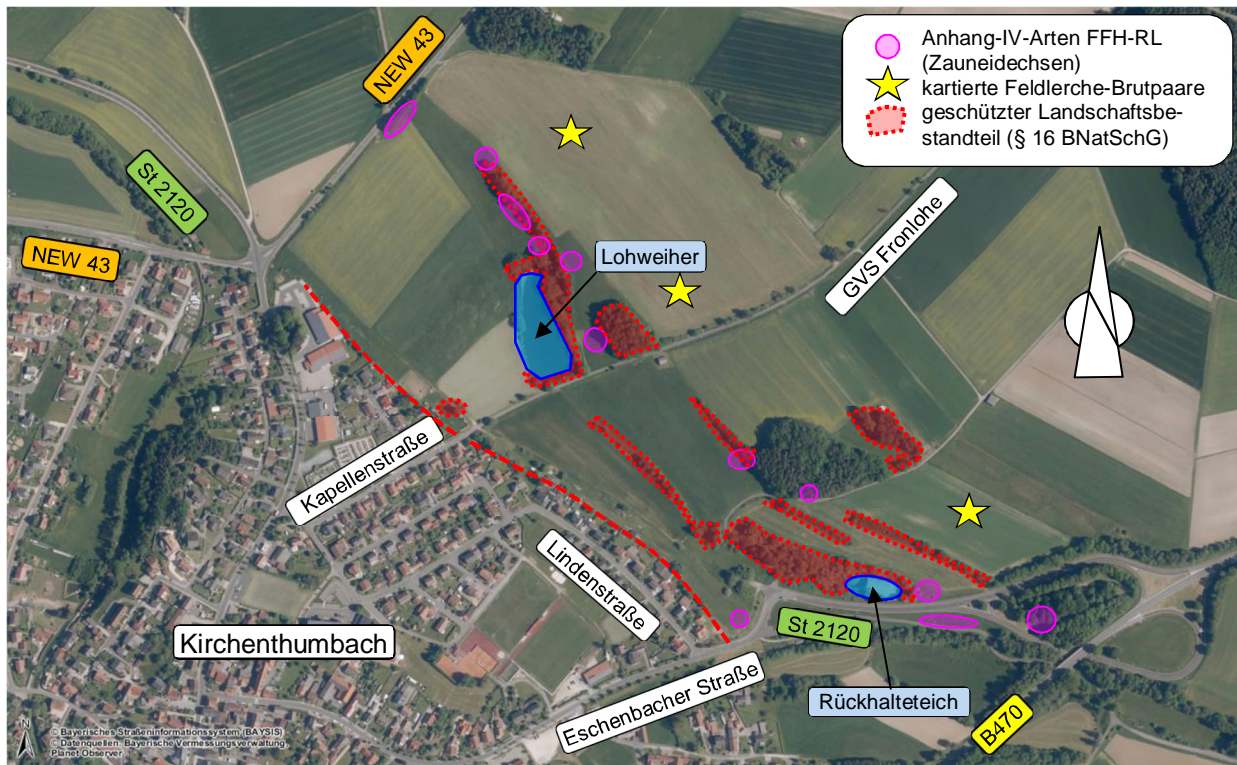 NEW 43
Anhang-IV-Arten FFH-RL
(Zauneidechsen)
kartierte Feldlerche-Brutpaare
geschützter Landschaftsbe-
standteil (§ 16 BNatSchG)
St 2120
NEW 43
Lohweiher
GVS Fronlohe
Kapellenstraße
Lindenstraße
Kirchenthumbach
St 2120
Eschenbacher Straße
Rückhalteteich
B470
N
© Bayerisches Straßeninformationssystem (BAYSIS)
© Datenquellen: Bayerische Vermessungsverwaltung,
Planet Observer